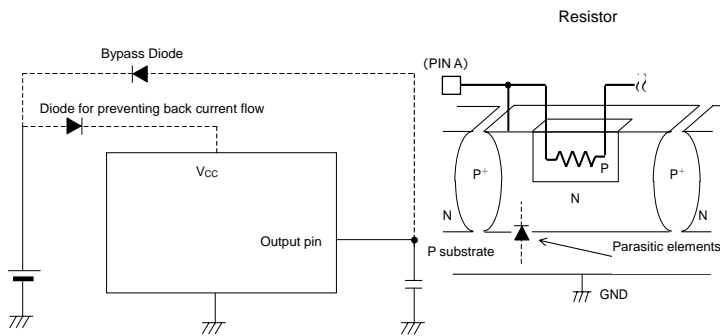 Resistor
Bypass Diode
(PIN A)
Diode for preventing back current flow
VCC
P+
P
P+
N
N
N
Output pin
P substrate
Parasitic elements
GND